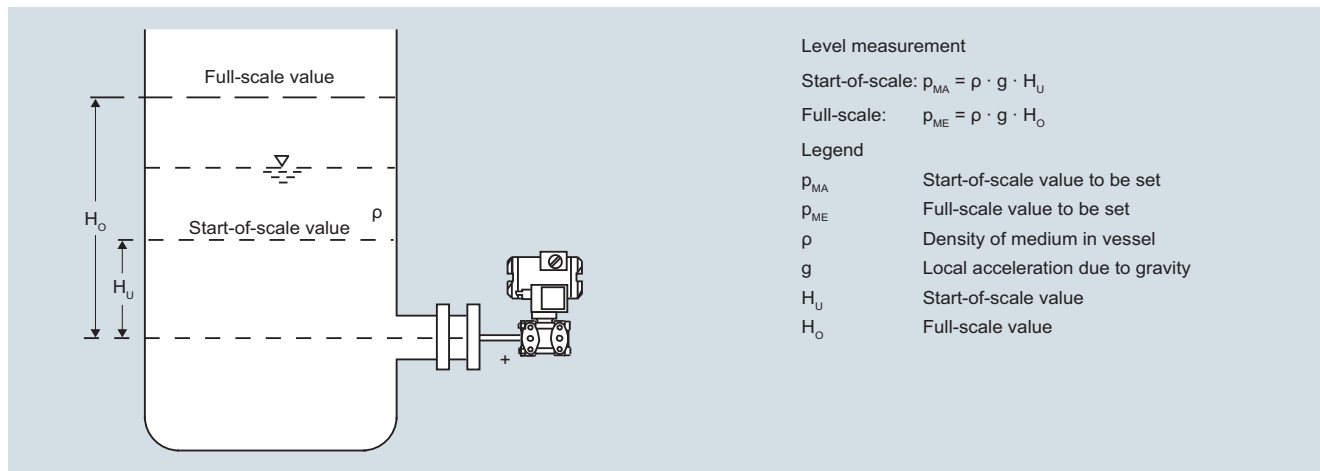 Full-scale value
Start-of-scale value
ρ
H_O
H_U
+
Level measurement
Start-of-scale: p_MA = ρ · g · H_U
Full-scale: p_ME = ρ · g · H_O
Legend
p_MA Start-of-scale value to be set
p_ME Full-scale value to be set
ρ Density of medium in vessel
g Local acceleration due to gravity
H_U Start-of-scale value
H_O Full-scale value